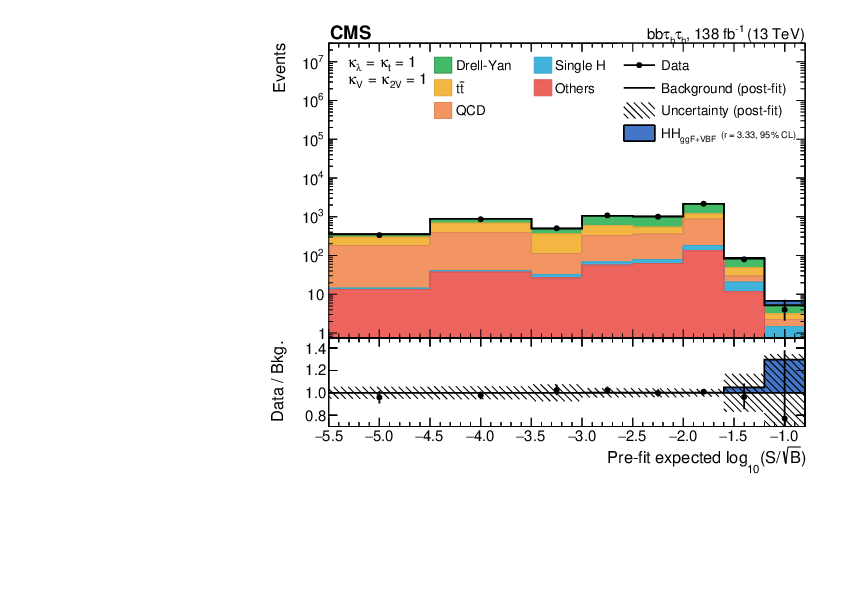 CMS
bbτhτh, 138 fb⁻¹ (13 TeV)
Events
10⁷
10⁶
10⁵
10⁴
10³
10²
10
1
κλ = κt = 1
κV = κ2V = 1
Drell-Yan
tt̄
QCD
Single H
Others
Data
Background (post-fit)
Uncertainty (post-fit)
HHggF+VBF (r = 3.33, 95% CL)
Data / Bkg.
1.4
1.2
1.0
0.8
−5.5 −5.0 −4.5 −4.0 −3.5 −3.0 −2.5 −2.0 −1.5 −1.0
Pre-fit expected log₁₀(S/√B)